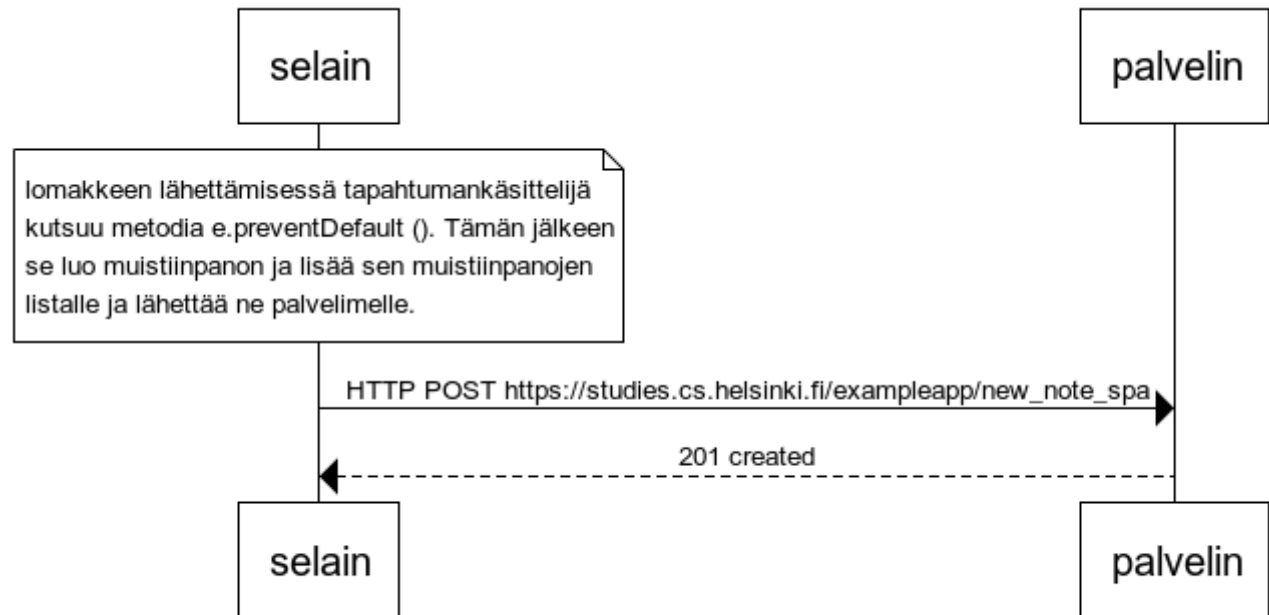 selain
palvelin
lomakkeen lähettämisessä tapahtumankäsittelijä
kutsuu metodia e.preventDefault (). Tämän jälkeen
se luo muistiinpanon ja lisää sen muistiinpanojen
listalle ja lähettää ne palvelimelle.
HTTP POST https://studies.cs.helsinki.fi/exampleapp/new_note_spa
201 created
selain
palvelin